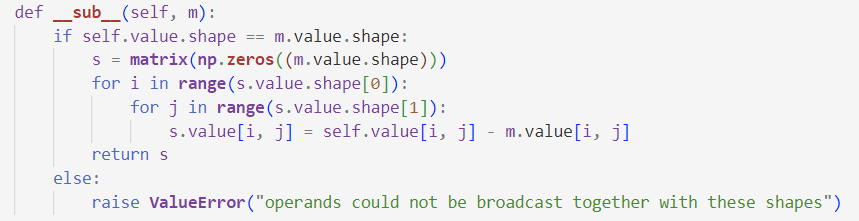 def __sub__(self, m):
    if self.value.shape == m.value.shape:
        s = matrix(np.zeros((m.value.shape)))
        for i in range(s.value.shape[0]):
            for j in range(s.value.shape[1]):
                s.value[i, j] = self.value[i, j] - m.value[i, j]
        return s
    else:
        raise ValueError("operands could not be broadcast together with these shapes")